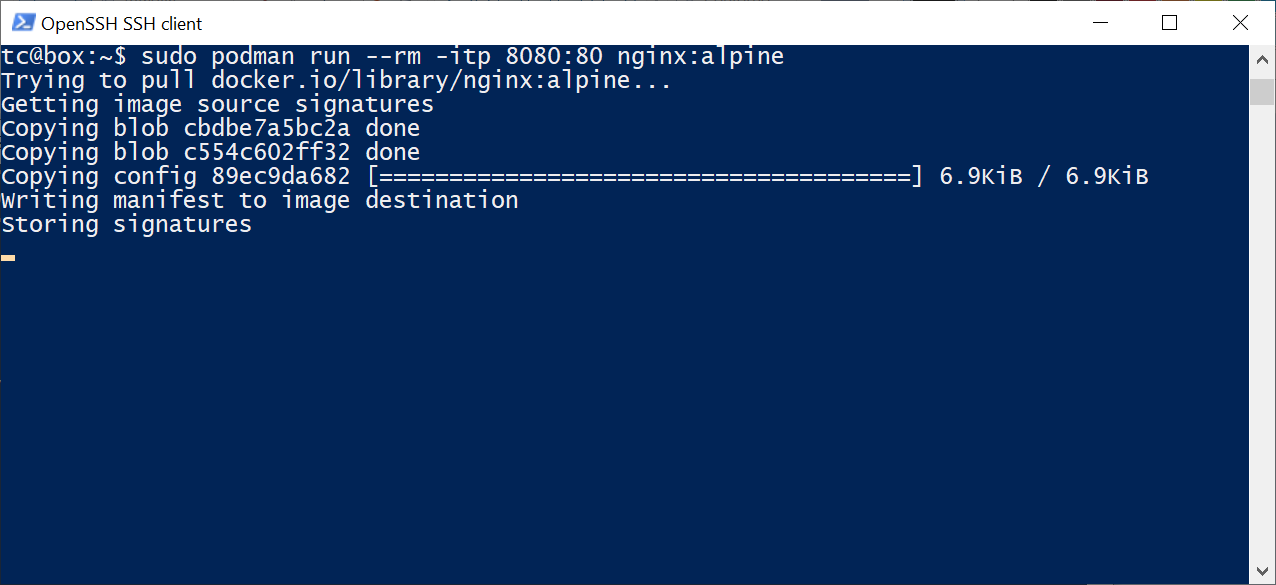 OpenSSH SSH client
tc@box:~$ sudo podman run --rm -itp 8080:80 nginx:alpine
Trying to pull docker.io/library/nginx:alpine...
Getting image source signatures
Copying blob cbdbe7a5bc2a done
Copying blob c554c602ff32 done
Copying config 89ec9da682 [======================================] 6.9KiB / 6.9KiB
Writing manifest to image destination
Storing signatures